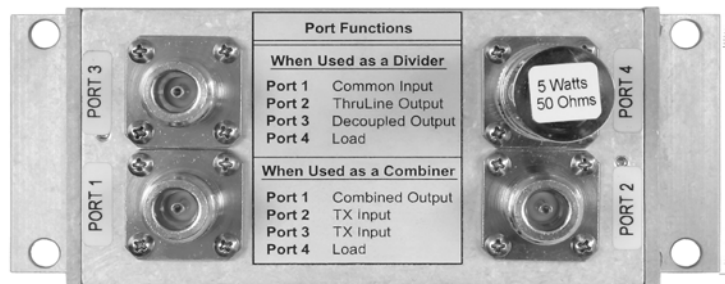 Port Functions
When Used as a Divider
Port 1 Common Input
Port 2 ThruLine Output
Port 3 Decoupled Output
Port 4 Load
When Used as a Combiner
Port 1 Combined Output
Port 2 TX Input
Port 3 TX Input
Port 4 Load
PORT 3
PORT 1
5 Watts
50 Ohms
PORT 4
PORT 2